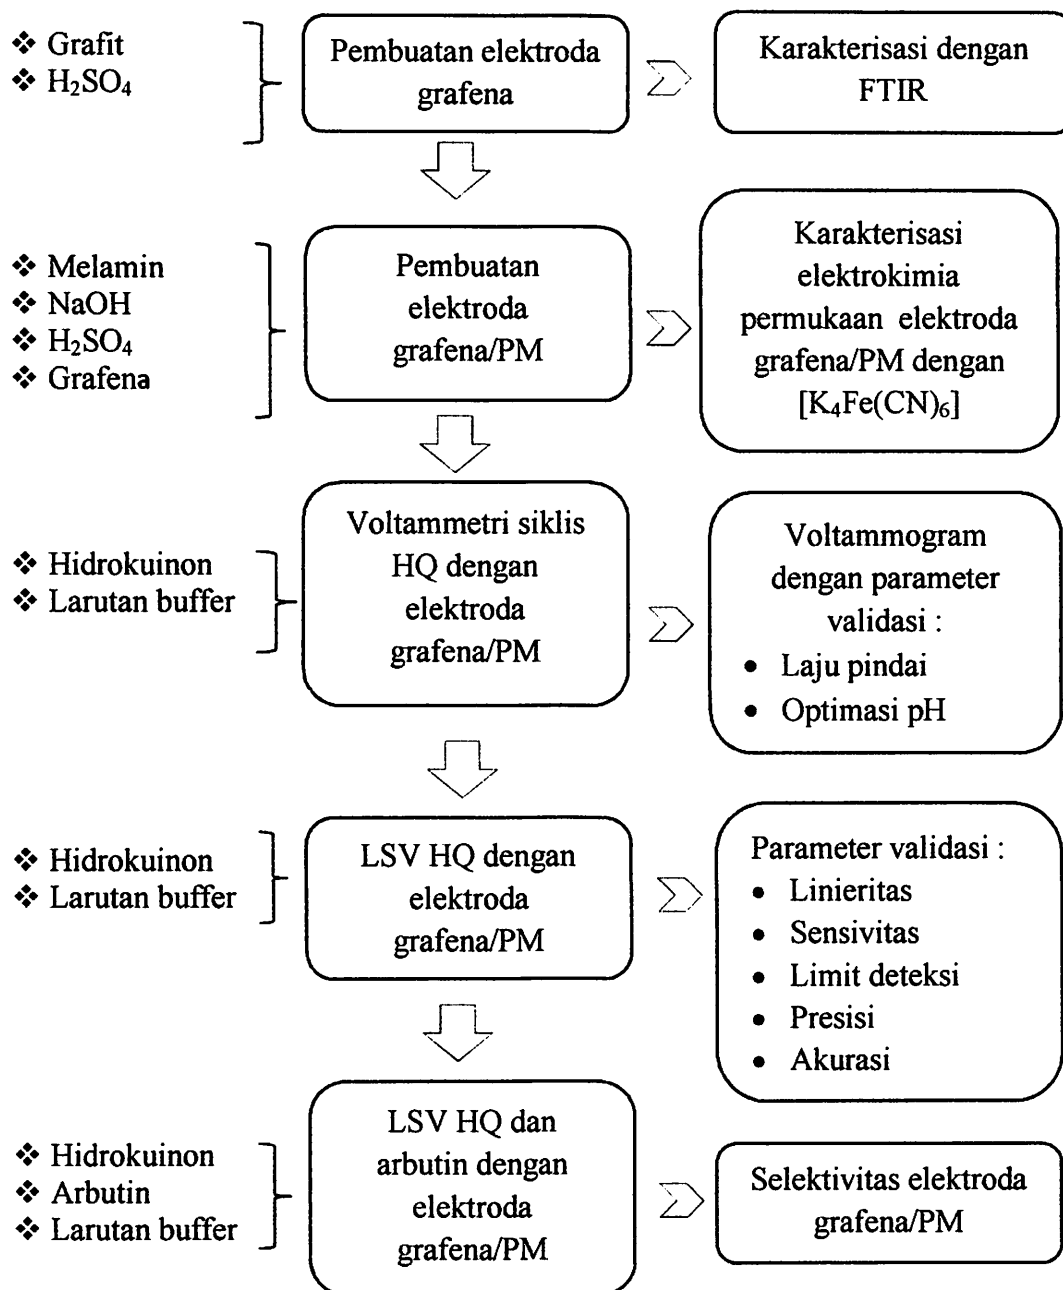 ❖ Grafit
❖ H₂SO₄
Pembuatan elektroda
grafena
Karakterisasi dengan
FTIR
❖ Melamin
❖ NaOH
❖ H₂SO₄
❖ Grafena
Pembuatan
elektroda
grafena/PM
Karakterisasi
elektrokimia
permukaan elektroda
grafena/PM dengan
[K₄Fe(CN)₆]
❖ Hidrokuinon
❖ Larutan buffer
Voltammetri siklis
HQ dengan
elektroda
grafena/PM
Voltammogram
dengan parameter
validasi :
• Laju pindai
• Optimasi pH
❖ Hidrokuinon
❖ Larutan buffer
LSV HQ dengan
elektroda
grafena/PM
Parameter validasi :
• Linieritas
• Sensivitas
• Limit deteksi
• Presisi
• Akurasi
❖ Hidrokuinon
❖ Arbutin
❖ Larutan buffer
LSV HQ dan
arbutin dengan
elektroda
grafena/PM
Selektivitas elektroda
grafena/PM